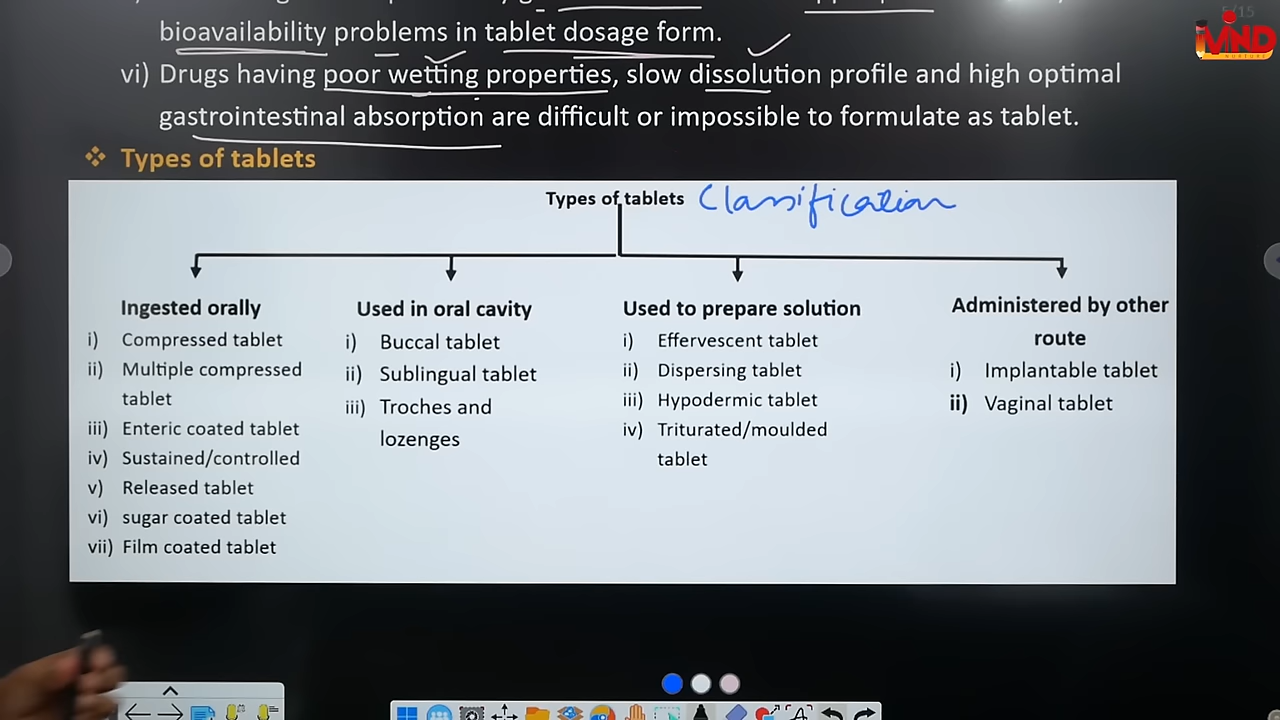 5/15
bioavailability problems in tablet dosage form.
vi) Drugs having poor wetting properties, slow dissolution profile and high optimal
gastrointestinal absorption are difficult or impossible to formulate as tablet.
❖ Types of tablets
Types of tablets Classification
Ingested orally
i) Compressed tablet
ii) Multiple compressed
tablet
iii) Enteric coated tablet
iv) Sustained/controlled
v) Released tablet
vi) sugar coated tablet
vii) Film coated tablet
Used in oral cavity
i) Buccal tablet
ii) Sublingual tablet
iii) Troches and
lozenges
Used to prepare solution
i) Effervescent tablet
ii) Dispersing tablet
iii) Hypodermic tablet
iv) Triturated/moulded
tablet
Administered by other
route
i) Implantable tablet
ii) Vaginal tablet
MIND
NURTURE